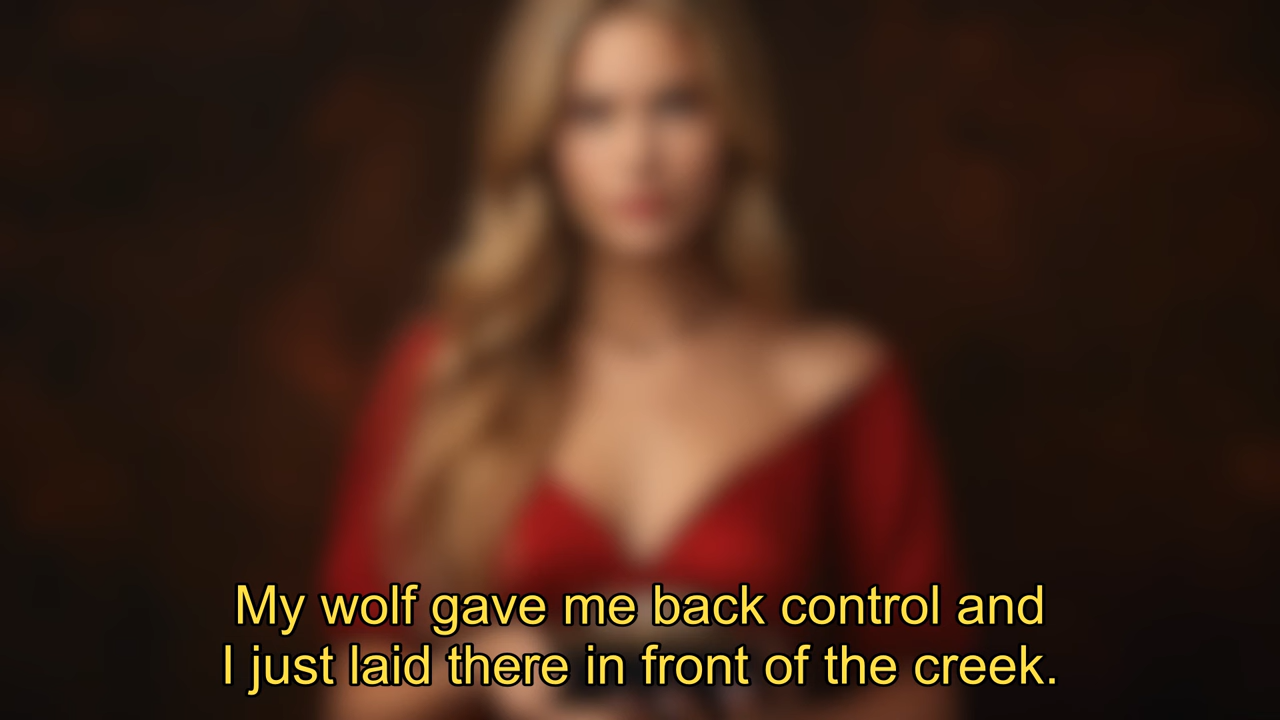 My wolf gave me back control and
I just laid there in front of the creek.